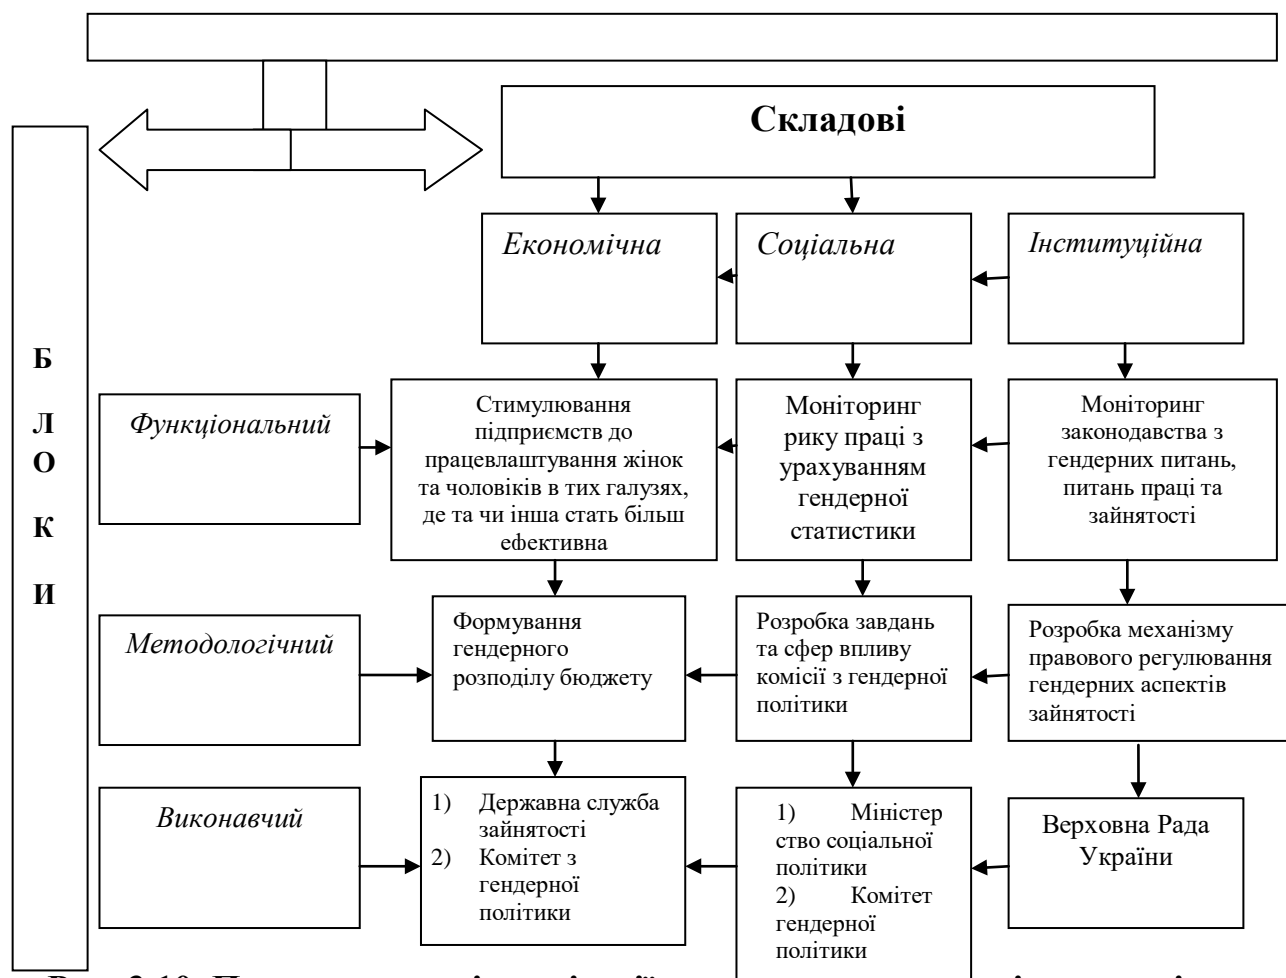 Складові
Економічна
Соціальна
Інституційна
Б
Л
О
К
И
Функціональний
Стимулювання
підприємств до
працевлаштування жінок
та чоловіків в тих галузях,
де та чи інша стать більш
ефективна
Моніторинг
рику праці з
урахуванням
гендерної
статистики
Моніторинг
законодавства з
гендерних питань,
питань праці та
зайнятості
Методологічний
Формування
гендерного
розподілу бюджету
Розробка завдань
та сфер впливу
комісії з гендерної
політики
Розробка механізму
правового регулювання
гендерних аспектів
зайнятості
Виконавчий
1) Державна служба
зайнятості
2) Комітет з
гендерної
політики
1) Міністер
ство соціальної
політики
2) Комітет
гендерної
політики
Верховна Рада
України